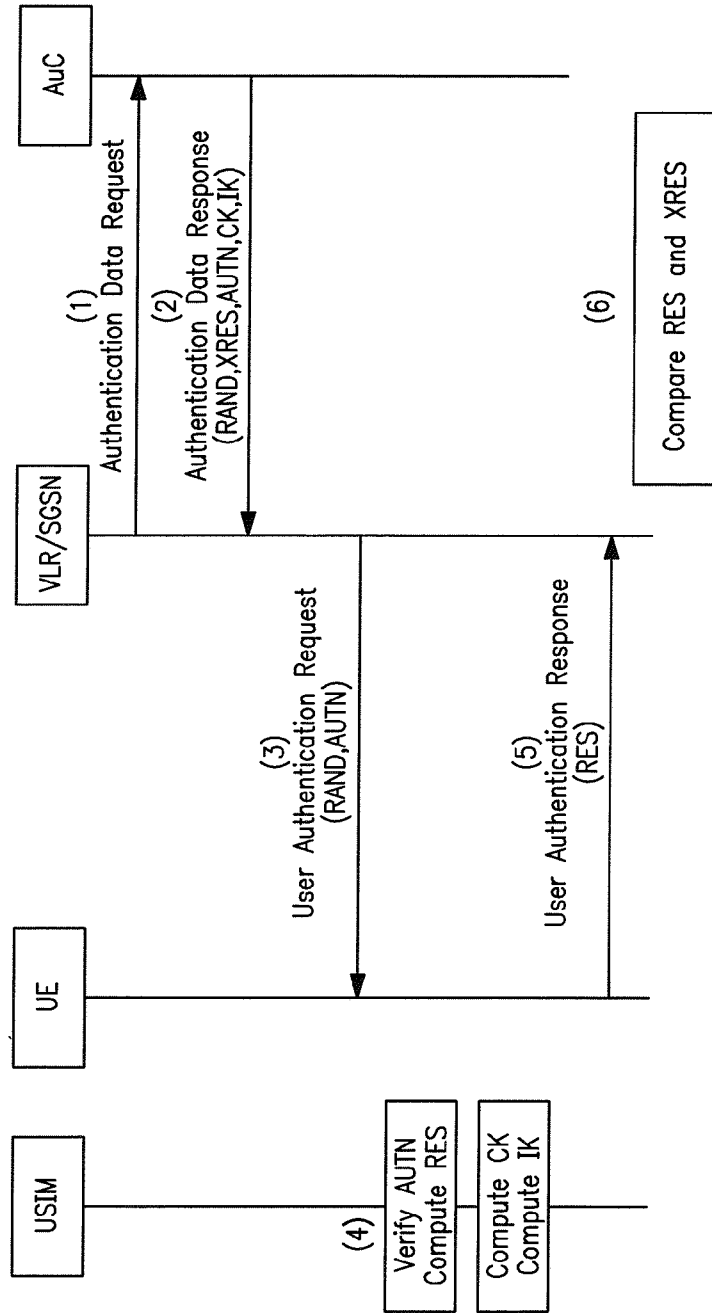 USIM
UE
VLR/SGSN
AuC
(1)
Authentication Data Request
(2)
Authentication Data Response
(RAND,XRES,AUTN,CK,IK)
(3)
User Authentication Request
(RAND,AUTN)
(4)
Verify AUTN
Compute RES
Compute CK
Compute IK
(5)
User Authentication Response
(RES)
(6)
Compare RES and XRES